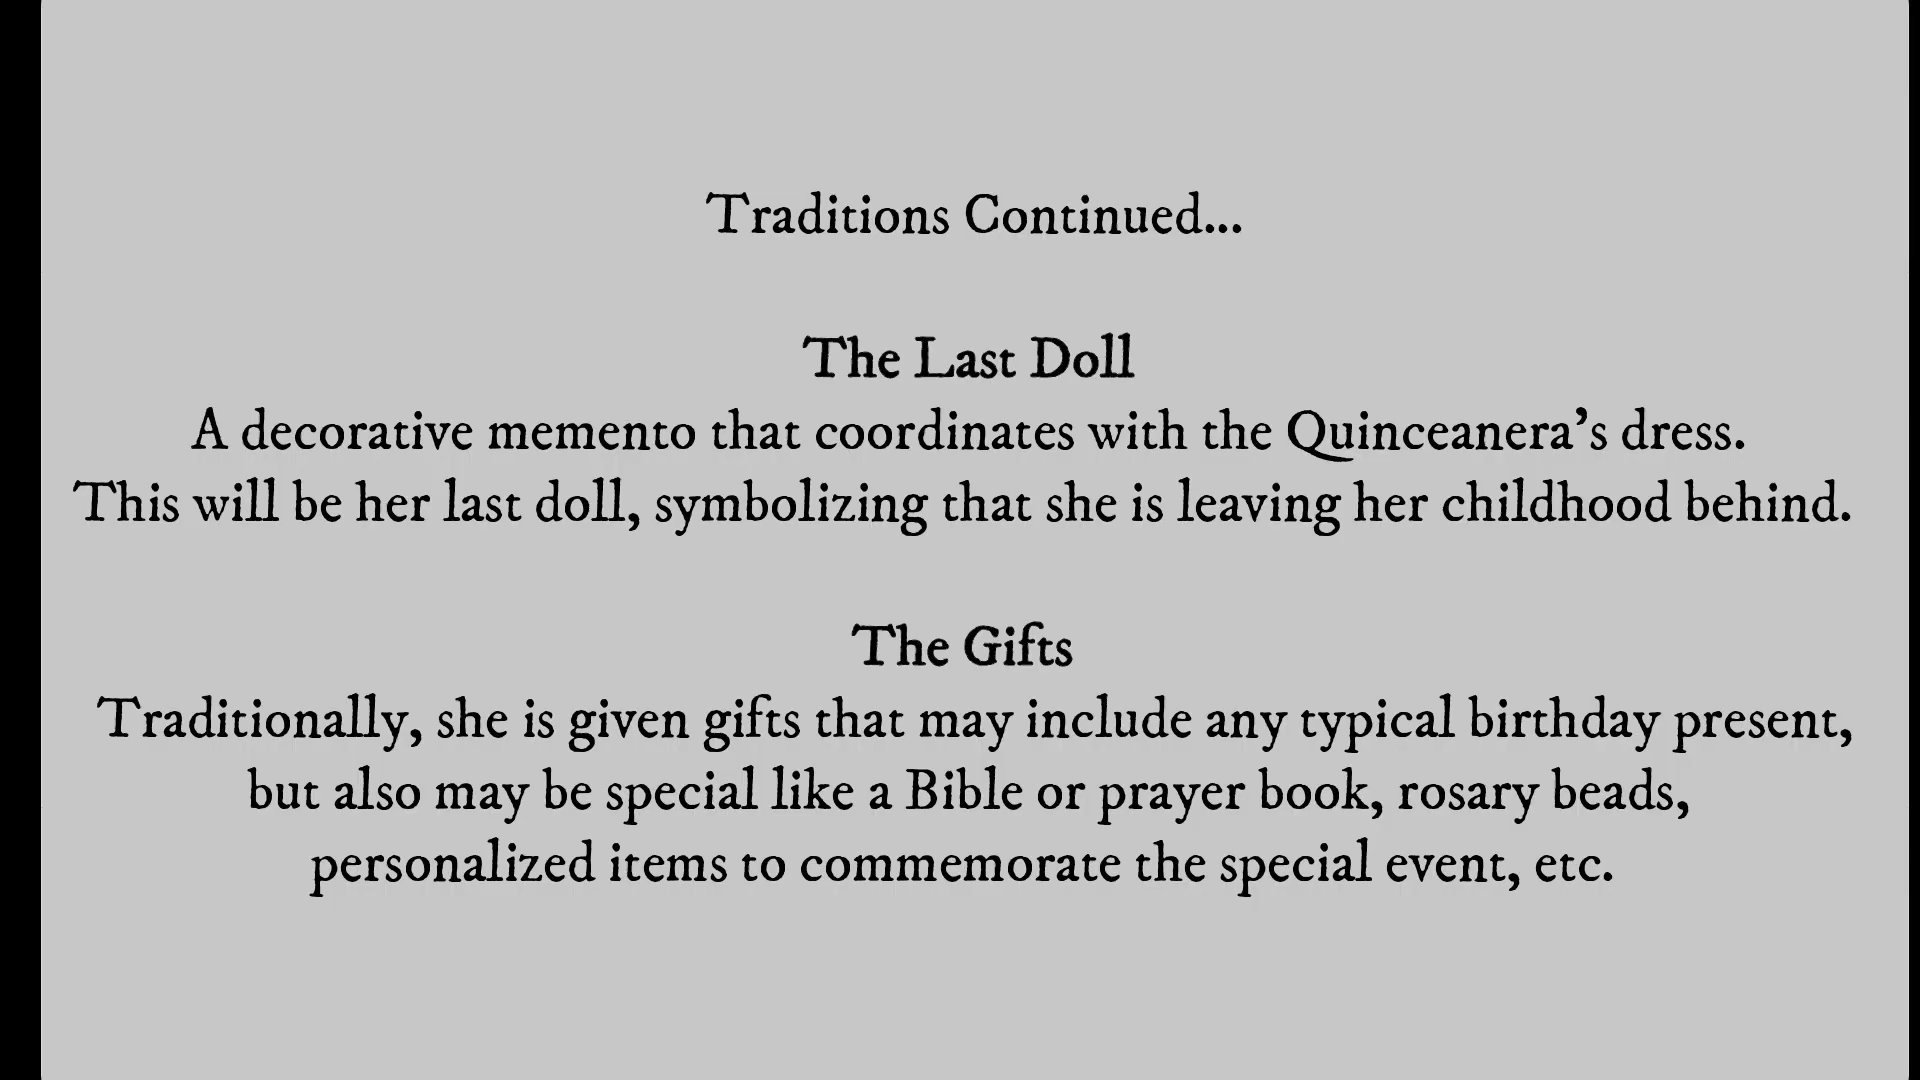 Traditions Continued...
The Last Doll
A decorative memento that coordinates with the Quinceanera’s dress.
This will be her last doll, symbolizing that she is leaving her childhood behind.
The Gifts
Traditionally, she is given gifts that may include any typical birthday present,
but also may be special like a Bible or prayer book, rosary beads,
personalized items to commemorate the special event, etc.